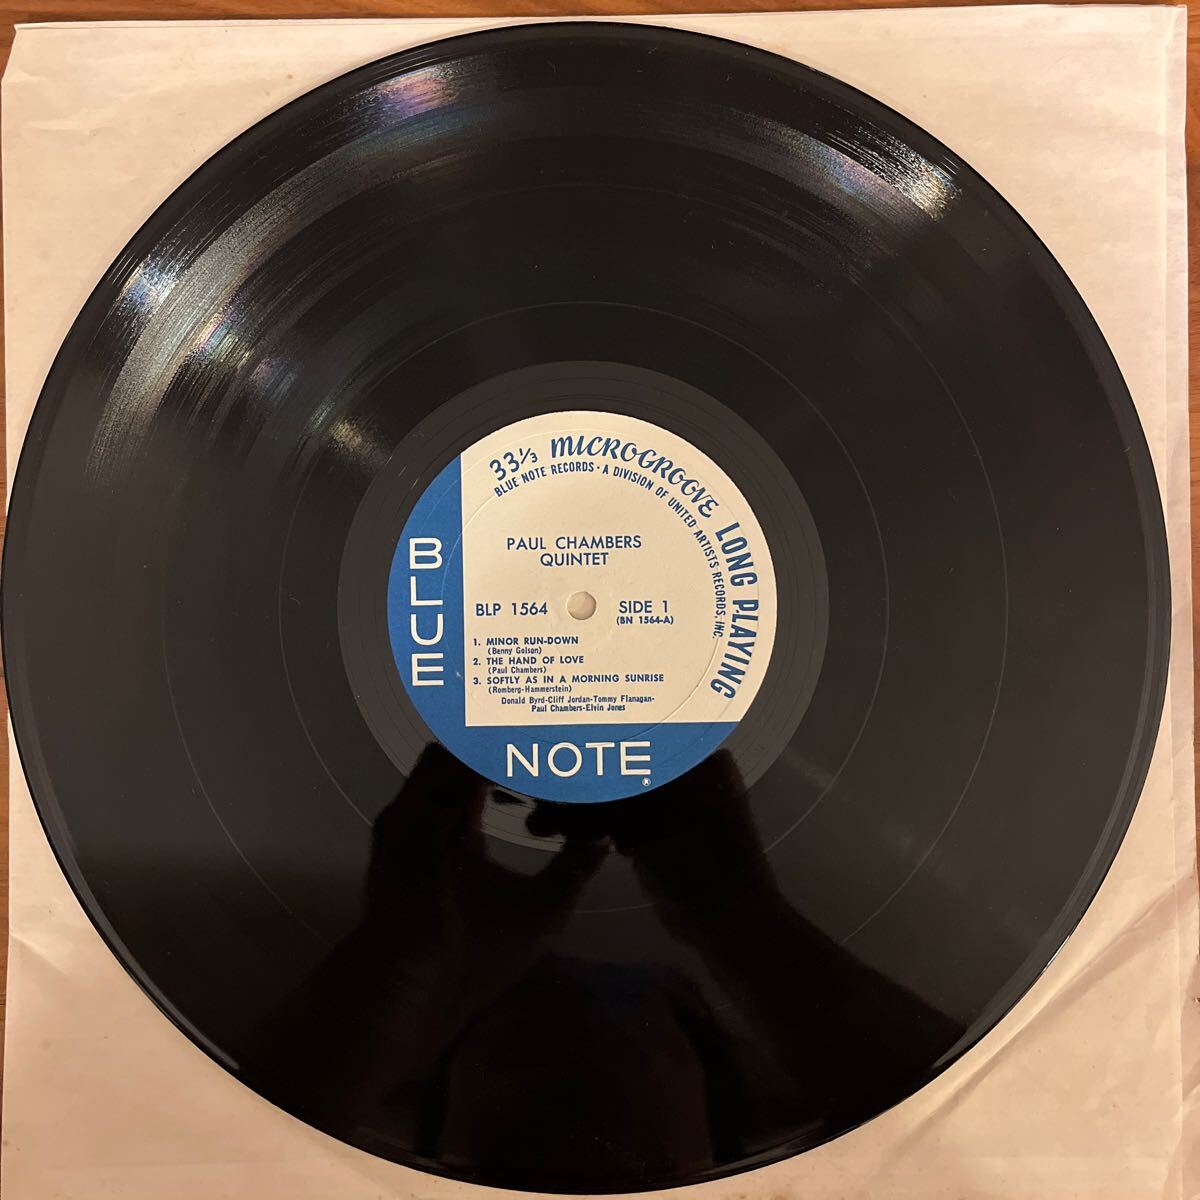 33 1/3 MICROGROOVE LONG PLAYING
BLUE NOTE RECORDS • A DIVISION OF UNITED ARTISTS RECORDS, INC.
PAUL CHAMBERS
QUINTET
BLP 1564 SIDE 1
(BN 1564-A)
1. MINOR RUN-DOWN
(Benny Golson)
2. THE HAND OF LOVE
(Paul Chambers)
3. SOFTLY AS IN A MORNING SUNRISE
(Romberg-Hammerstein)
Donald Byrd-Cliff Jordan-Tommy Flanagan-
Paul Chambers-Elvin Jones
BLUE
NOTE®